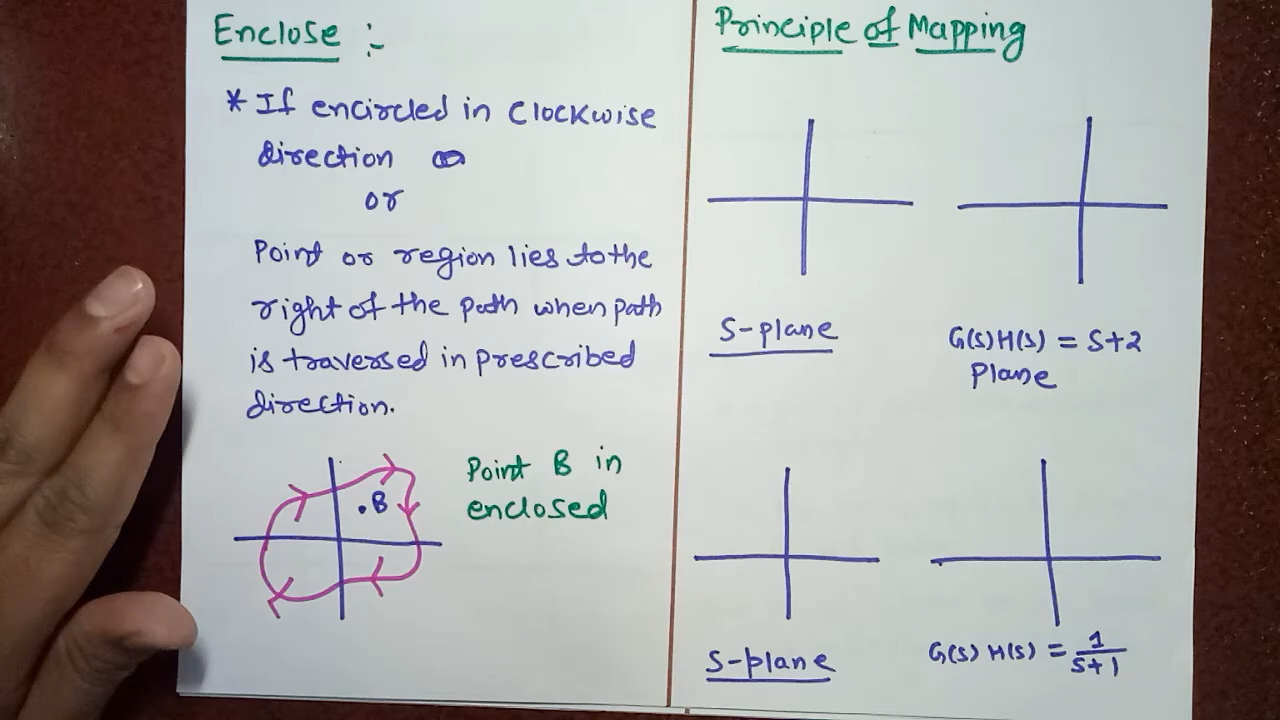 Enclose :-
* If encircled in clockwise
direction
or
Point or region lies to the
right of the path when path
is traversed in prescribed
direction.
.B
Point B in
enclosed
Principle of Mapping
S-plane
G(s)H(s) = S+2
Plane
S-plane
G(s) H(s) = 1/S+1